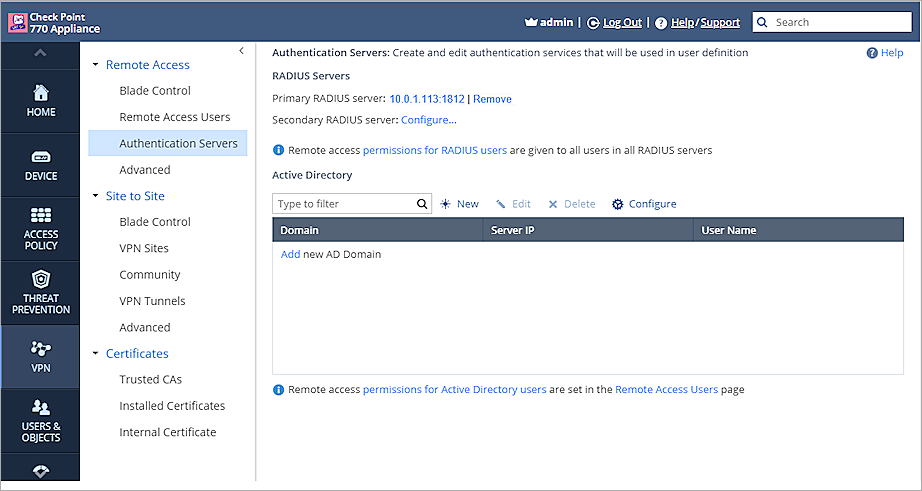 Check Point
770 Appliance
admin | Log Out | Help/Support
Search
HOME
DEVICE
ACCESS
POLICY
THREAT
PREVENTION
VPN
USERS &
OBJECTS
Remote Access
Blade Control
Remote Access Users
Authentication Servers
Advanced
Site to Site
Blade Control
VPN Sites
Community
VPN Tunnels
Advanced
Certificates
Trusted CAs
Installed Certificates
Internal Certificate
Authentication Servers: Create and edit authentication services that will be used in user definition
Help
RADIUS Servers
Primary RADIUS server: 10.0.1.113:1812 | Remove
Secondary RADIUS server: Configure...
Remote access permissions for RADIUS users are given to all users in all RADIUS servers
Active Directory
Type to filter
New
Edit
Delete
Configure
Domain
Server IP
User Name
Add new AD Domain
Remote access permissions for Active Directory users are set in the Remote Access Users page